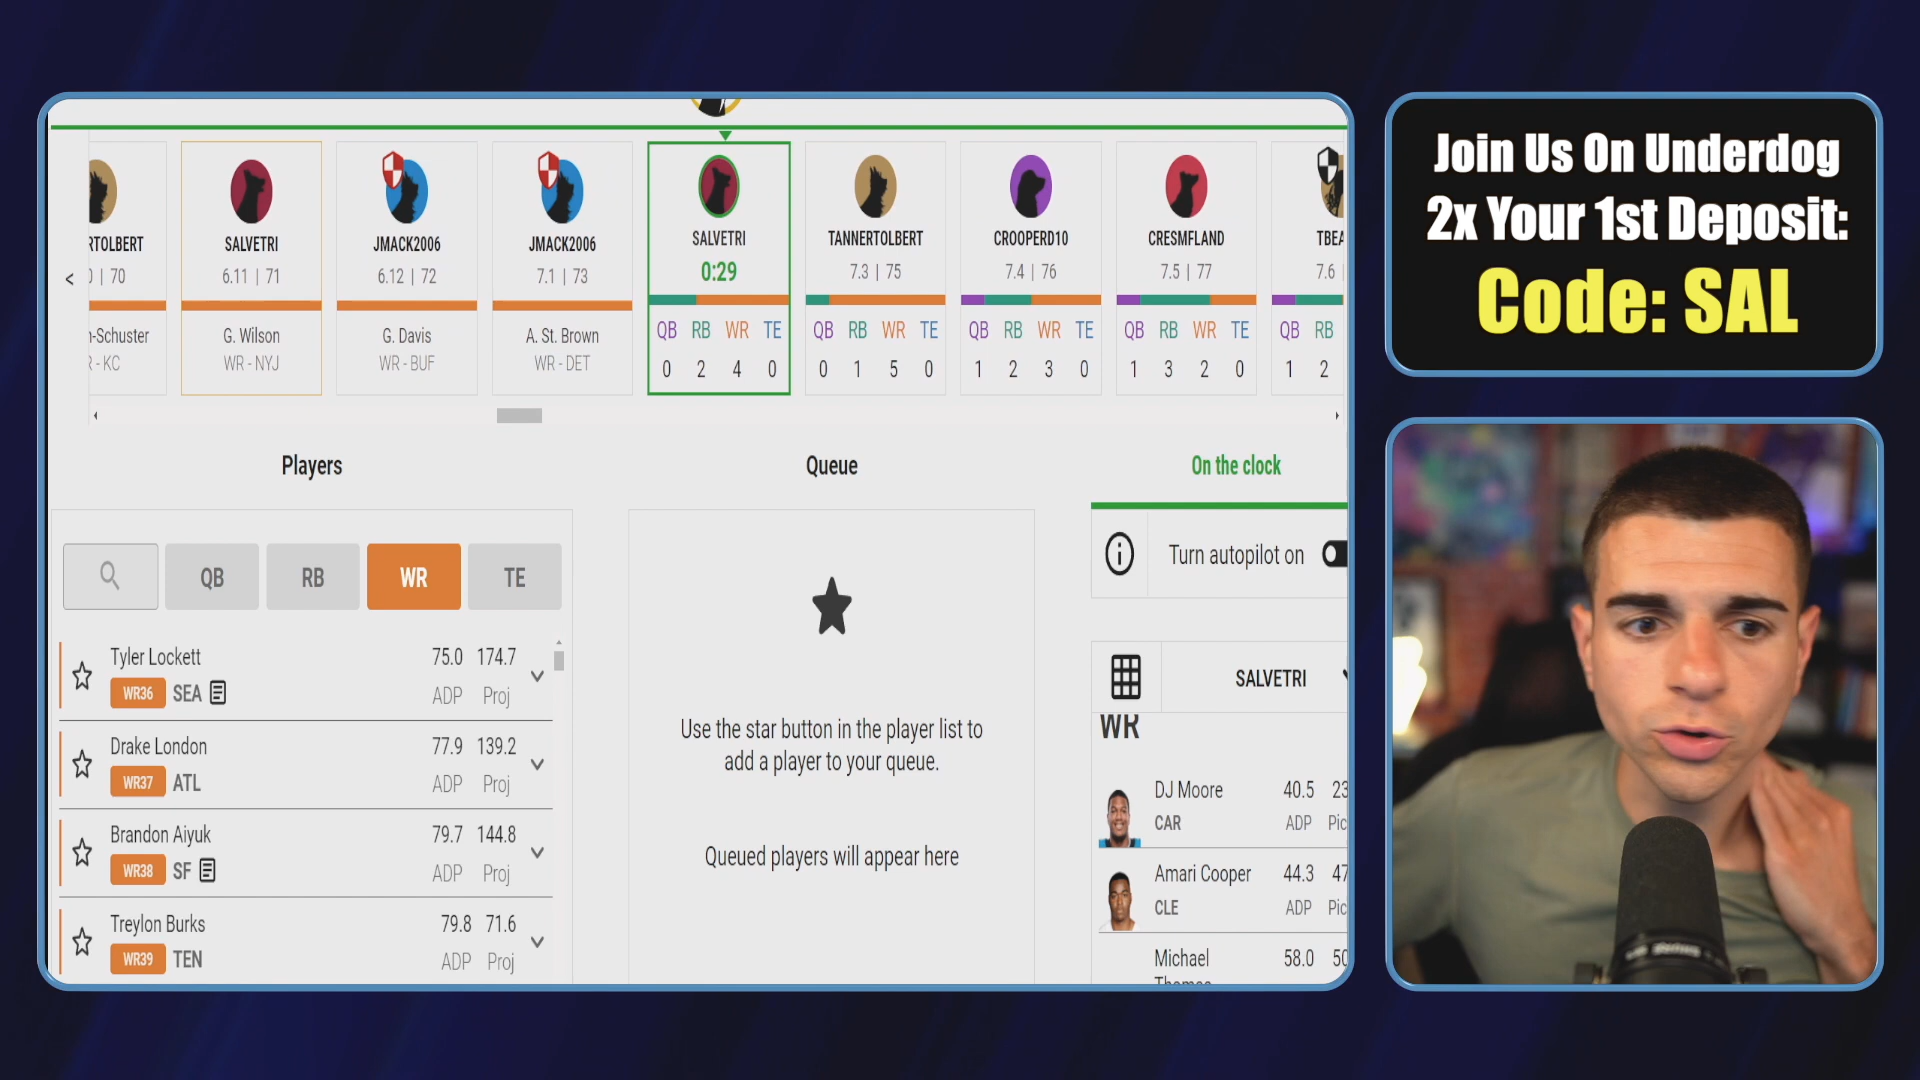 RTOLBERT
| 70
n-Schuster
- KC
SALVETRI
6.11 | 71
G. Wilson
WR - NYJ
JMACK2006
6.12 | 72
G. Davis
WR - BUF
JMACK2006
7.1 | 73
A. St. Brown
WR - DET
SALVETRI
0:29
QB RB WR TE
0 2 4 0
TANNERTOLBERT
7.3 | 75
QB RB WR TE
0 1 5 0
CROOPERD10
7.4 | 76
QB RB WR TE
1 2 3 0
CRESMFLAND
7.5 | 77
QB RB WR TE
1 3 2 0
TBEA
7.6
QB RB
1 2
<
Players
QB RB WR TE
Tyler Lockett 75.0 174.7
WR36 SEA ADP Proj
Drake London 77.9 139.2
WR37 ATL ADP Proj
Brandon Aiyuk 79.7 144.8
WR38 SF ADP Proj
Treylon Burks 79.8 71.6
WR39 TEN ADP Proj
Queue
Use the star button in the player list to
add a player to your queue.
Queued players will appear here
On the clock
Turn autopilot on
SALVETRI
WR
DJ Moore 40.5 23
CAR ADP Pic
Amari Cooper 44.3 47
CLE ADP Pic
Michael 58.0 50
Thomas
Join Us On Underdog
2x Your 1st Deposit:
Code: SAL